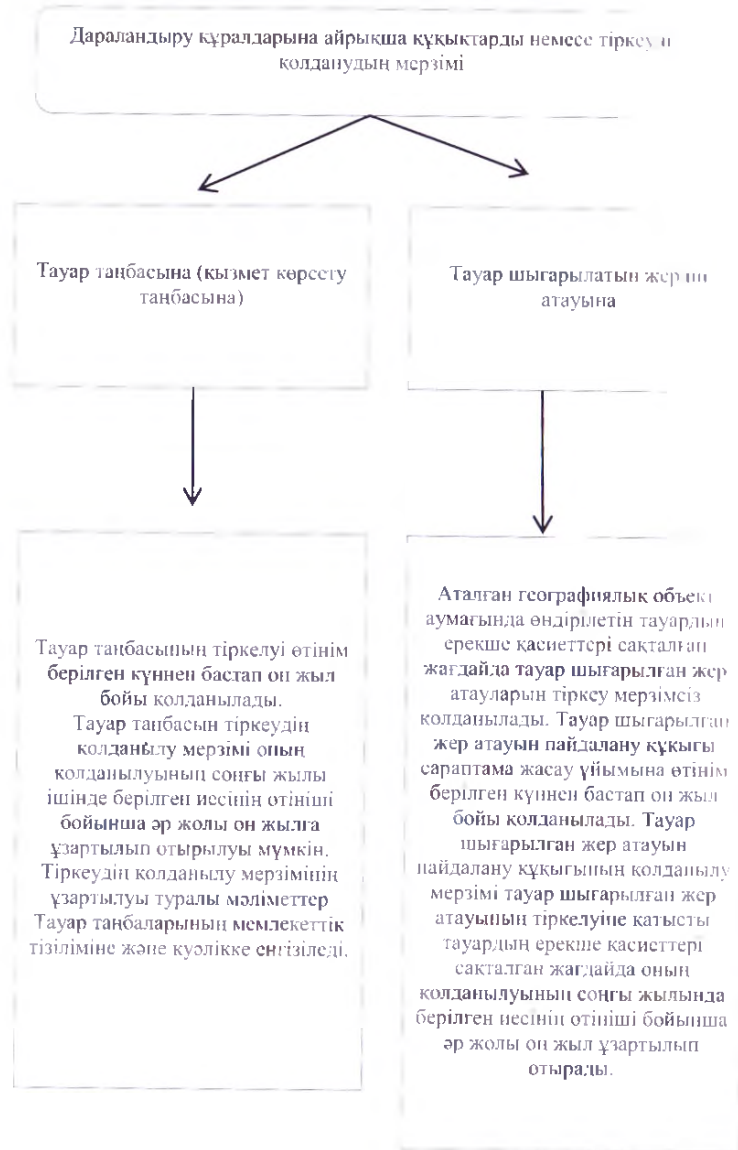 Дараландыру құралдарына айрықша құқықтарды немесе
қолданудың мерзімі
Тауар таңбасына (қызмет көрсету
таңбасына)
Тауар шығарылатын
атауына
Тауар таңбасының тіркелуі өтінім
берілген күннен бастап он жыл
бойы қолданылады.
Тауар таңбасын тіркеудің
қолданылу мерзімі оның
қолданылуының соңғы жылы
ішінде берілген иесінің өтініші
бойынша әр жолы он жылға
ұзартылып отырылуы мүмкін.
Тіркеудің қолданылу мерзімінің
ұзартылуы туралы мәліметтер
Тауар таңбаларының мемлекеттік
тізіліміне және куәлікке енгізіледі.
Аталған географиялық
аумағында өндірілетін тауардың
ерекше қасиеттері сақталған
жағдайда тауар шығарылған жер
атауларын тіркеу мерзімсіз
қолданылады. Тауар шығарылған
жер атауын пайдалану құқығы
сараптама жасау ұйымына өтінім
берілген күннен бастап он жыл
бойы қолданылады. Тауар
шығарылған жер атауын
пайдалану құқығының қолданылу
мерзімі тауар шығарылған жер
атауының тіркелуіне қатысты
тауардың ерекше қасиеттері
сақталған жағдайда оның
қолданылуының соңғы жылында
берілген иесінің өтініші бойынша
әр жолы он жыл ұзартылып
отырады.